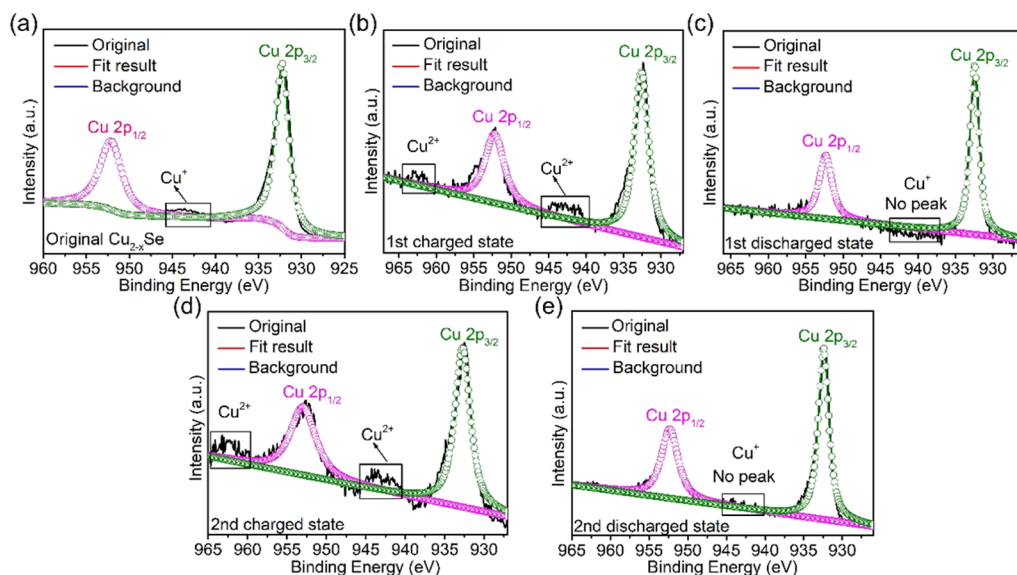 (a)
Original
Fit result
Background
Cu 2p3/2
Cu 2p1/2
Cu+
Original Cu2-xSe
Intensity (a.u.)
960 955 950 945 940 935 930 925
Binding Energy (eV)
(b)
Original
Fit result
Background
Cu 2p3/2
Cu 2p1/2
Cu2+
Cu2+
1st charged state
Intensity (a.u.)
965 960 955 950 945 940 935 930
Binding Energy (eV)
(c)
Original
Fit result
Background
Cu 2p3/2
Cu 2p1/2
Cu+
No peak
1st discharged state
Intensity (a.u.)
965 960 955 950 945 940 935 930
Binding Energy (eV)
(d)
Original
Fit result
Background
Cu 2p3/2
Cu 2p1/2
Cu2+
Cu2+
2nd charged state
Intensity (a.u.)
965 960 955 950 945 940 935 930
Binding Energy (eV)
(e)
Original
Fit result
Background
Cu 2p3/2
Cu 2p1/2
Cu+
No peak
2nd discharged state
Intensity (a.u.)
965 960 955 950 945 940 935 930
Binding Energy (eV)